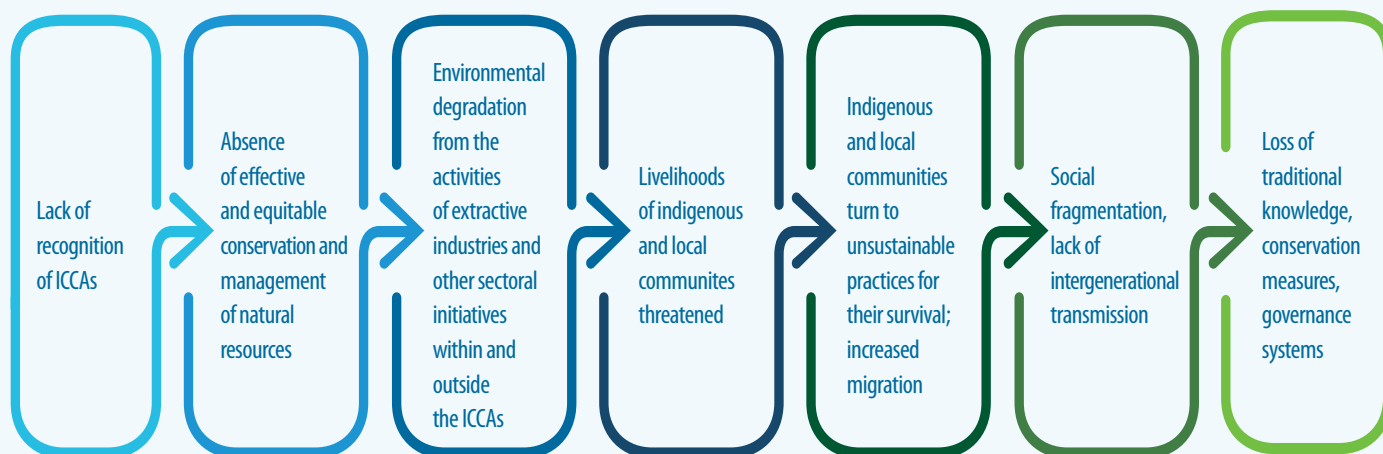 Lack of
recognition
of ICCAs
Absence
of effective
and equitable
conservation and
management
of natural
resources
Environmental
degradation
from the
activities
of extractive
industries and
other sectoral
initiatives
within and
outside
the ICCAs
Livelihoods
of indigenous
and local
communites
threatened
Indigenous
and local
communities
turn to
unsustainable
practices for
their survival;
increased
migration
Social
fragmentation,
lack of
intergenerational
transmission
Loss of
traditional
knowledge,
conservation
measures,
governance
systems